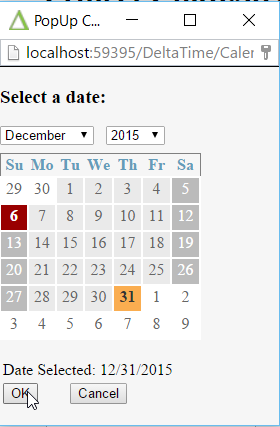 PopUp C...
localhost:59395/DeltaTime/Caler
Select a date:
December 2015
Su Mo Tu We Th Fr Sa
29 30 1 2 3 4 5
6 7 8 9 10 11 12
13 14 15 16 17 18 19
20 21 22 23 24 25 26
27 28 29 30 31 1 2
3 4 5 6 7 8 9
Date Selected: 12/31/2015
OK Cancel